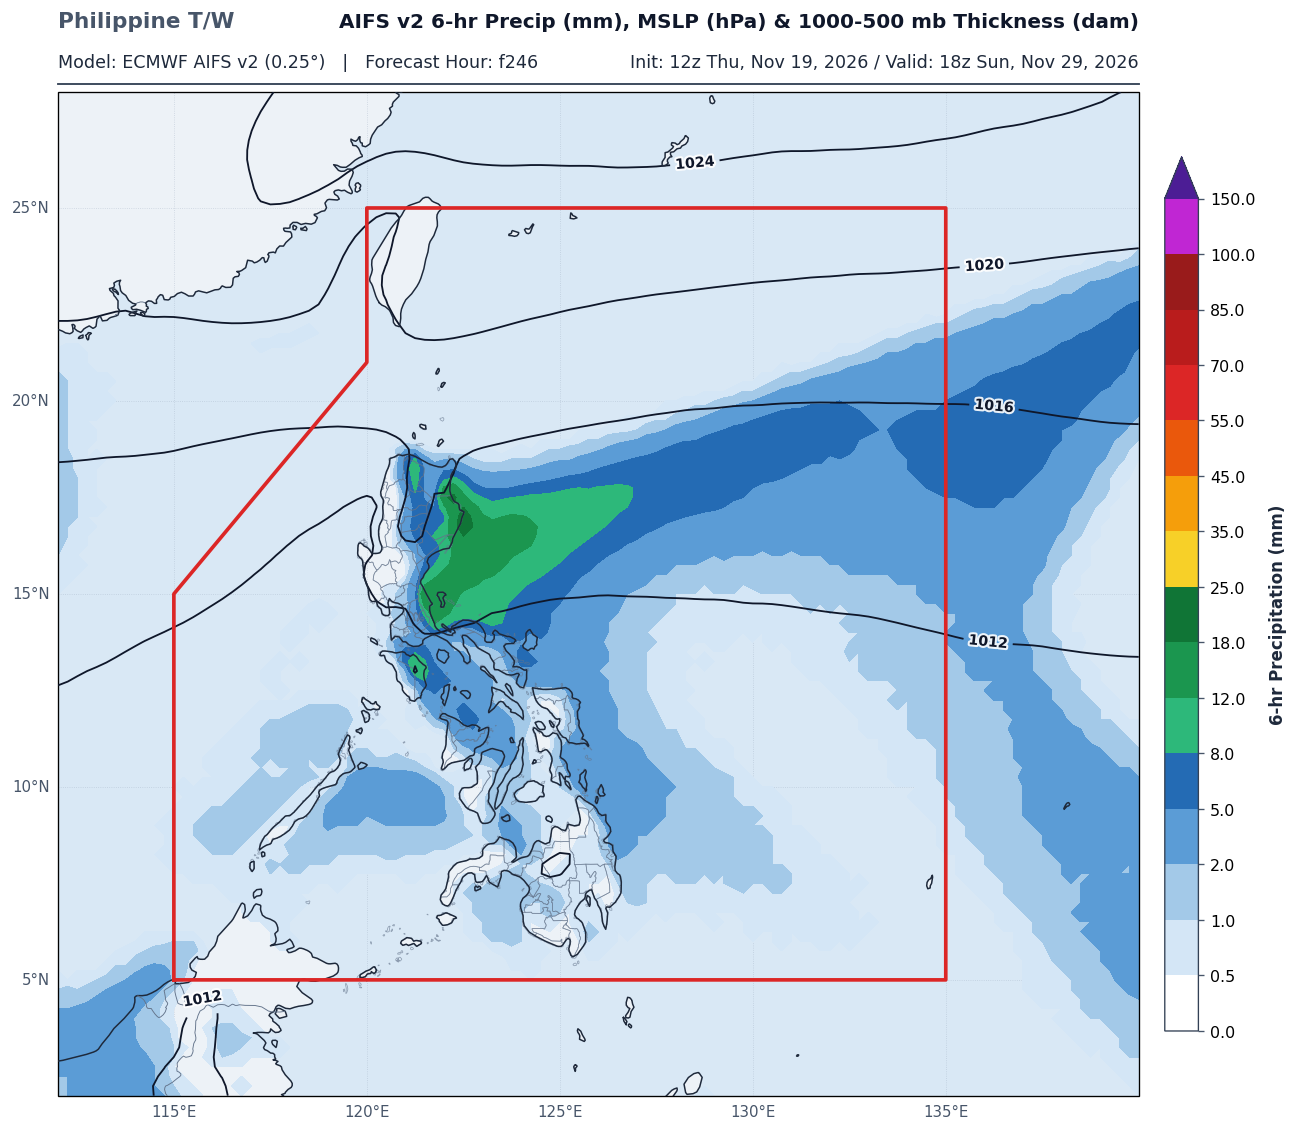 Philippine T/W
AIFS v2 6-hr Precip (mm), MSLP (hPa) & 1000-500 mb Thickness (dam)
Model: ECMWF AIFS v2 (0.25°) | Forecast Hour: f246
Init: 12z Thu, Nov 19, 2026 / Valid: 18z Sun, Nov 29, 2026
1024
1020
1016
1012
1012
25°N
20°N
15°N
10°N
5°N
115°E
120°E
125°E
130°E
135°E
150.0
100.0
85.0
70.0
55.0
45.0
35.0
25.0
18.0
12.0
8.0
5.0
2.0
1.0
0.5
0.0
6-hr Precipitation (mm)